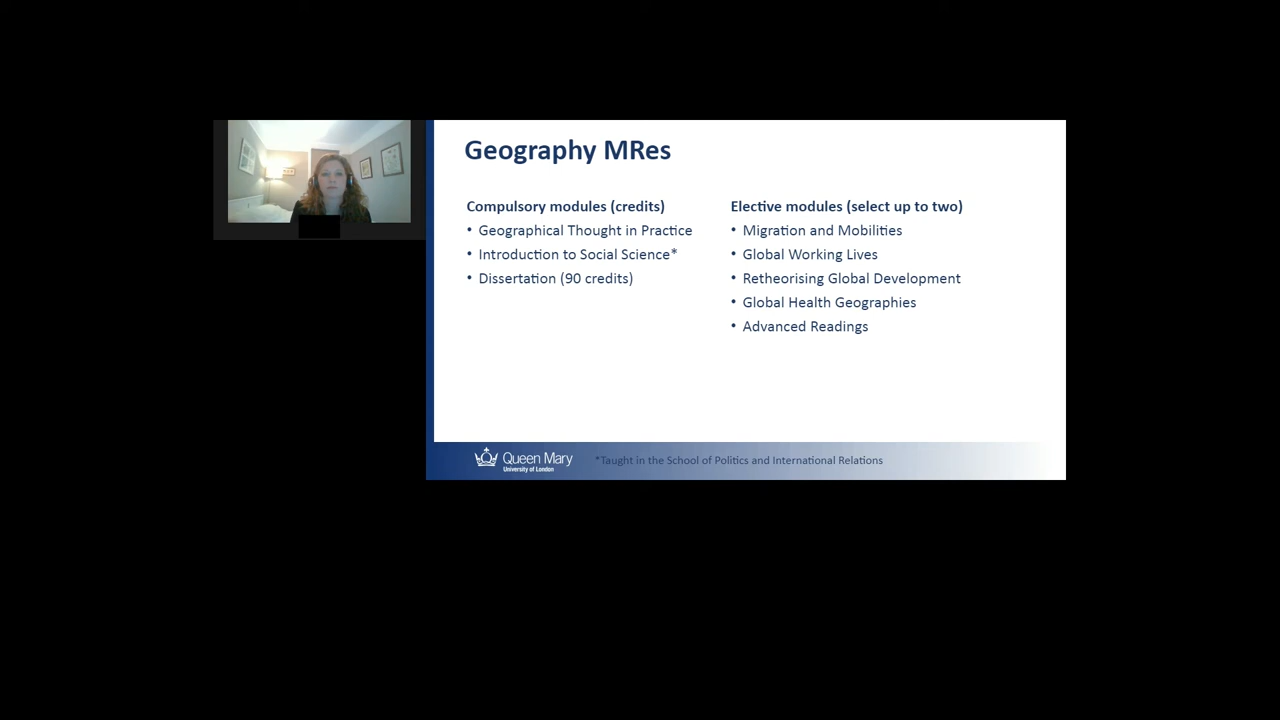 Geography MRes
Compulsory modules (credits)
• Geographical Thought in Practice
• Introduction to Social Science*
• Dissertation (90 credits)
Elective modules (select up to two)
• Migration and Mobilities
• Global Working Lives
• Retheorising Global Development
• Global Health Geographies
• Advanced Readings
Queen Mary
University of London
*Taught in the School of Politics and International Relations